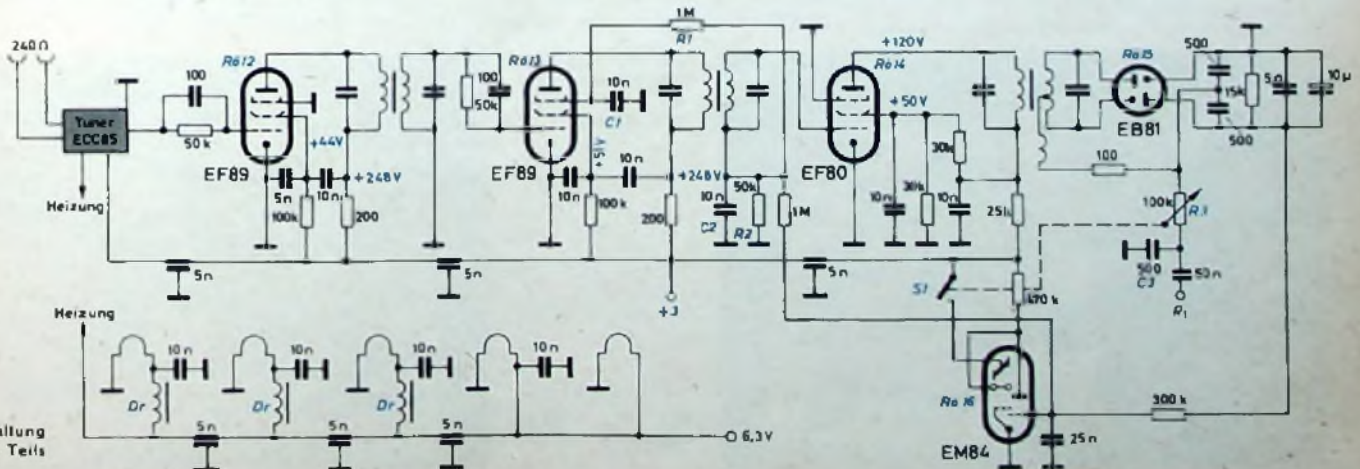 240Ω
Tuner
ECC85
Heizung
100
50k
Rö12
EF89
+44V
5n
10n
100k
+248V
200
5n
100
50k
Rö13
EF89
1M
R1
10n
C1
+51V
10n
10n
100k
+248V
200
5n
+3
10n
C2
50k
R2
1M
+120V
Rö14
EF80
+50V
10n
30k
10n
25k
5n
S1
470k
Rö15
EB81
500
15k
500
5n
10µ
100
100k
R3
500
C3
50n
R1
Rö16
EM84
300k
25n
Heizung
10n
10n
10n
10n
Dr
Dr
Dr
5n
5n
5n
6,3V
altung
Teils